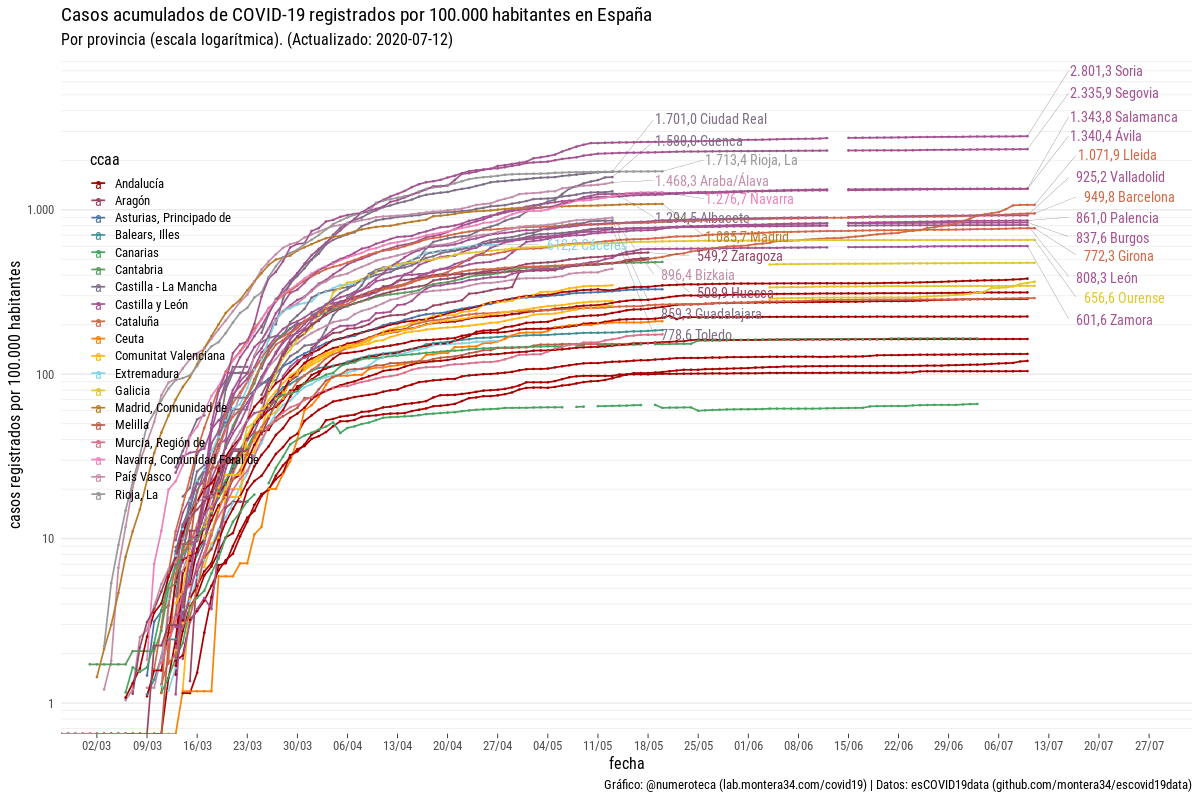 Casos acumulados de COVID-19 registrados por 100.000 habitantes en España
Por provincia (escala logarítmica). (Actualizado: 2020-07-12)
casos registrados por 100.000 habitantes
1.000
100
10
1
ccaa
Andalucía
Aragón
Asturias, Principado de
Balears, Illes
Canarias
Cantabria
Castilla - La Mancha
Castilla y León
Cataluña
Ceuta
Comunitat Valenciana
Extremadura
Galicia
Madrid, Comunidad de
Melilla
Murcia, Región de
Navarra, Comunidad Foral de
País Vasco
Rioja, La
1.701,0 Ciudad Real
1.580,0 Cuenca
1.713,4 Rioja, La
1.468,3 Araba/Álava
1.276,7 Navarra
1.294,5 Albacete
1.085,7 Madrid
612,2 Cáceres
549,2 Zaragoza
896,4 Bizkaia
508,9 Huesca
859,3 Guadalajara
778,6 Toledo
2.801,3 Soria
2.335,9 Segovia
1.343,8 Salamanca
1.340,4 Ávila
1.071,9 Lleida
925,2 Valladolid
949,8 Barcelona
861,0 Palencia
837,6 Burgos
772,3 Girona
808,3 León
656,6 Ourense
601,6 Zamora
02/03 09/03 16/03 23/03 30/03 06/04 13/04 20/04 27/04 04/05 11/05 18/05 25/05 01/06 08/06 15/06 22/06 29/06 06/07 13/07 20/07 27/07
fecha
Gráfico: @numeroteca (lab.montera34.com/covid19) | Datos: esCOVID19data (github.com/montera34/escovid19data)